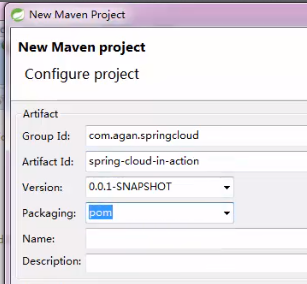 New Maven Project
New Maven project
Configure project
Artifact
Group Id: com.agan.springcloud
Artifact Id: spring-cloud-in-action
Version: 0.0.1-SNAPSHOT
Packaging: pom
Name:
Description: